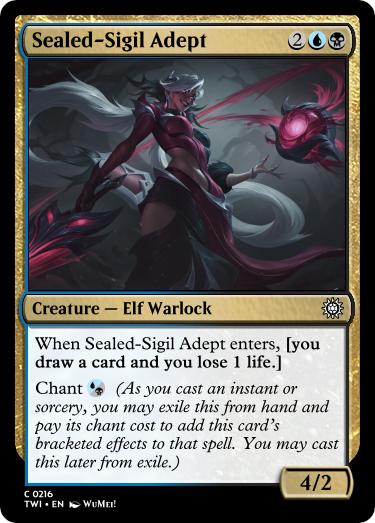 Sealed-Sigil Adept 2
Creature — Elf Warlock
When Sealed-Sigil Adept enters, [you
draw a card and you lose 1 life.]
Chant (As you cast an instant or
sorcery, you may exile this from hand and
pay its chant cost to add this card's
bracketed effects to that spell. You may cast
this later from exile.)
4/2
C 0216
TWI • EN WuMei!